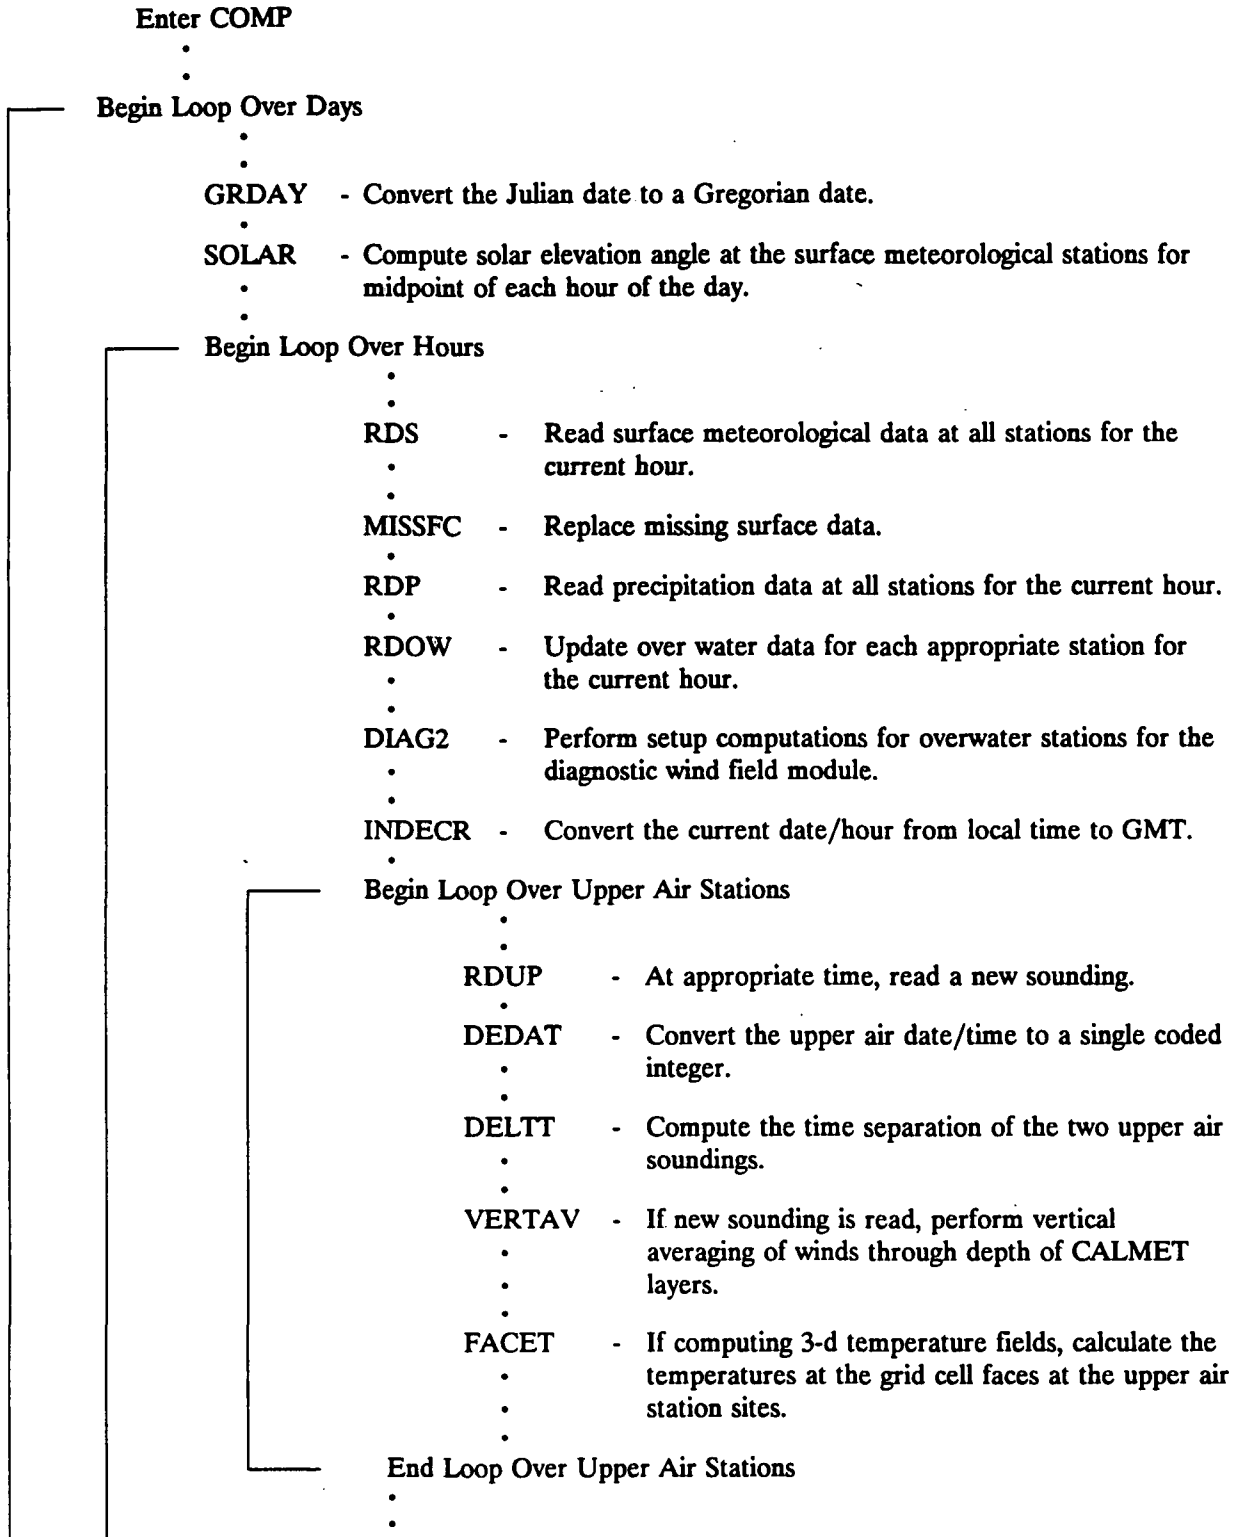 Enter COMP
Begin Loop Over Days
GRDAY - Convert the Julian date to a Gregorian date.
SOLAR - Compute solar elevation angle at the surface meteorological stations for
midpoint of each hour of the day.
Begin Loop Over Hours
RDS - Read surface meteorological data at all stations for the
current hour.
MISSFC - Replace missing surface data.
RDP - Read precipitation data at all stations for the current hour.
RDOW - Update over water data for each appropriate station for
the current hour.
DIAG2 - Perform setup computations for overwater stations for the
diagnostic wind field module.
INDECR - Convert the current date/hour from local time to GMT.
Begin Loop Over Upper Air Stations
RDUP - At appropriate time, read a new sounding.
DEDAT - Convert the upper air date/time to a single coded
integer.
DELTT - Compute the time separation of the two upper air
soundings.
VERTAV - If new sounding is read, perform vertical
averaging of winds through depth of CALMET
layers.
FACET - If computing 3-d temperature fields, calculate the
temperatures at the grid cell faces at the upper air
station sites.
End Loop Over Upper Air Stations